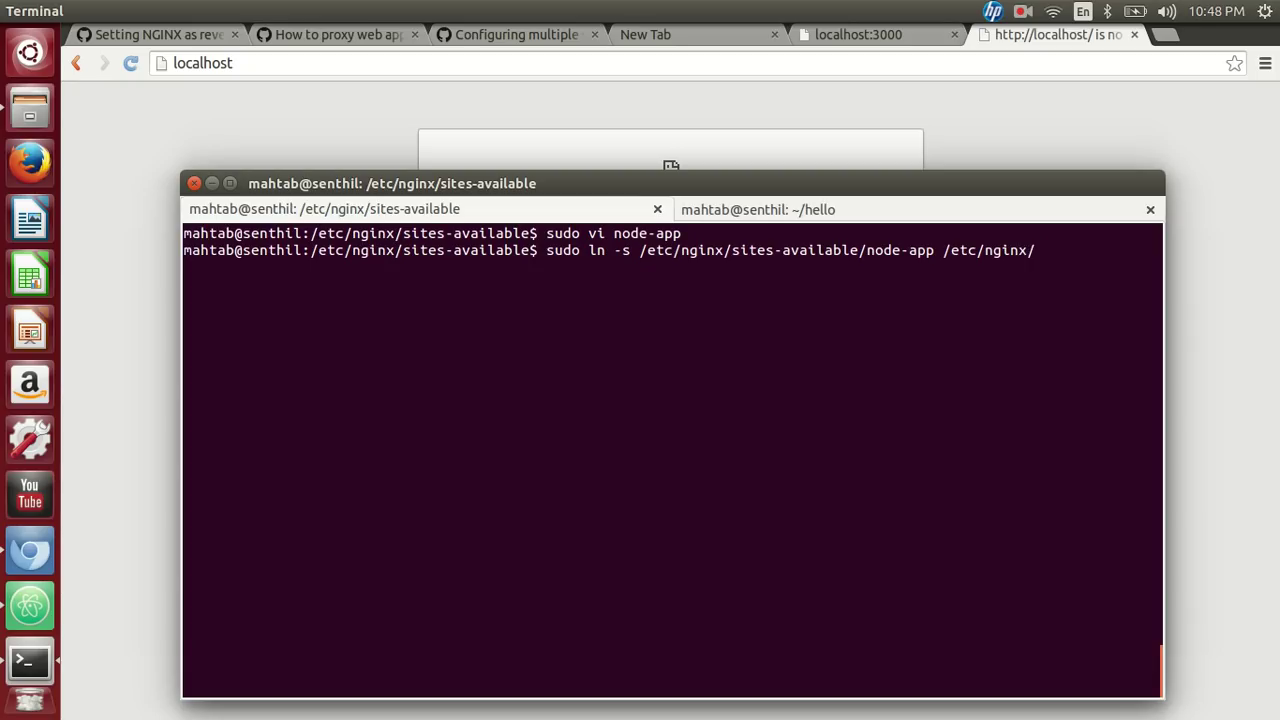 Terminal
En
10:48 PM
Setting NGINX as reve
How to proxy web app
Configuring multiple
New Tab
localhost:3000
http://localhost/ is no
localhost
mahtab@senthil: /etc/nginx/sites-available
mahtab@senthil: /etc/nginx/sites-available
mahtab@senthil: ~/hello
mahtab@senthil:/etc/nginx/sites-available$ sudo vi node-app
mahtab@senthil:/etc/nginx/sites-available$ sudo ln -s /etc/nginx/sites-available/node-app /etc/nginx/
hp
a
You
Tube
>_